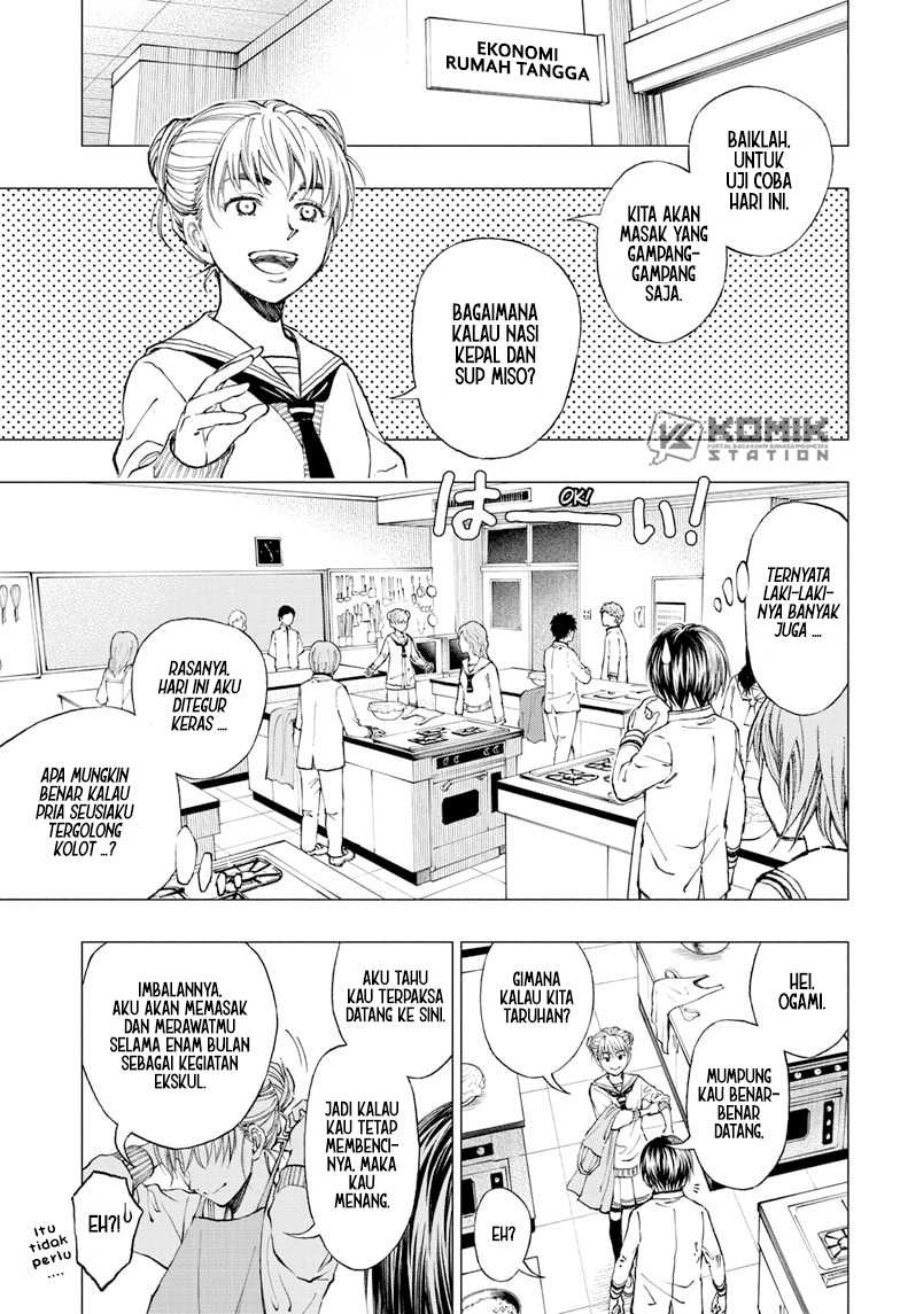 EKONOMI
RUMAH TANGGA
BAIKLAH,
UNTUK
UJI COBA
HARI INI.
KITA AKAN
MASAK YANG
GAMPANG-
GAMPANG
SAJA.
BAGAIMANA
KALAU NASI
KEPAL DAN
SUP MISO?
KOMIK
STATION
OK!
はーい!
TERNYATA
LAKI-LAKI-
NYA BANYAK
JUGA ....
RASANYA,
HARI INI AKU
DITEGUR
KERAS ....
APA MUNGKIN
BENAR KALAU
PRIA SEUSIAKU
TERGOLONG
KOLOT ...?
HEI,
OGAMI.
MUMPUNG
KAU BENAR-
BENAR
DATANG,
GIMANA
KALAU KITA
TARUHAN?
EH?
AKU TAHU
KAU TERPAKSA
DATANG KE SINI.
JADI KALAU
KAU TETAP
MEMBENCI-
NYA, MAKA
KAU
MENANG.
IMBALANNYA,
AKU AKAN MEMASAK
DAN MERAWATMU
SELAMA ENAM BULAN
SEBAGAI KEGIATAN
EKSKUL.
EH?!
Itu
tidak
perlu
....